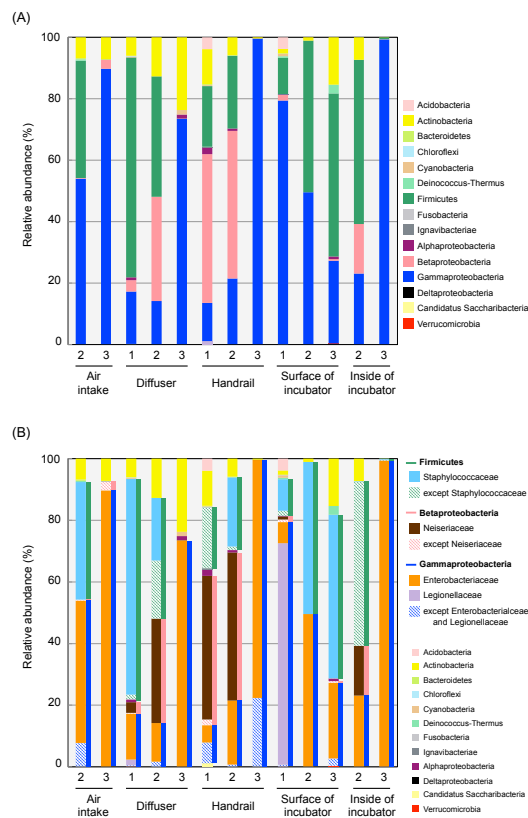 (A)
100
80
60
40
20
0
Relative abundance (%)
2 3 1 2 3 1 2 3 1 2 3 2 3
Air intake
Diffuser
Handrail
Surface of incubator
Inside of incubator
Acidobacteria
Actinobacteria
Bacteroidetes
Chloroflexi
Cyanobacteria
Deinococcus-Thermus
Firmicutes
Fusobacteria
Ignavibacteriae
Alphaproteobacteria
Betaproteobacteria
Gammaproteobacteria
Deltaproteobacteria
Candidatus Saccharibacteria
Verrucomicrobia
(B)
100
80
60
40
20
0
Relative abundance (%)
2 3 1 2 3 1 2 3 1 2 3 2 3
Air intake
Diffuser
Handrail
Surface of incubator
Inside of incubator
Firmicutes
Staphylococcaceae
except Staphylococcaceae
Betaproteobacteria
Neiseriaceae
except Neiseriaceae
Gammaproteobacteria
Enterobacteriaceae
Legionellaceae
except Enterobacterialceae
and Legionellaceae
Acidobacteria
Actinobacteria
Bacteroidetes
Chloroflexi
Cyanobacteria
Deinococcus-Thermus
Fusobacteria
Ignavibacteriae
Alphaproteobacteria
Deltaproteobacteria
Candidatus Saccharibacteria
Verrucomicrobia